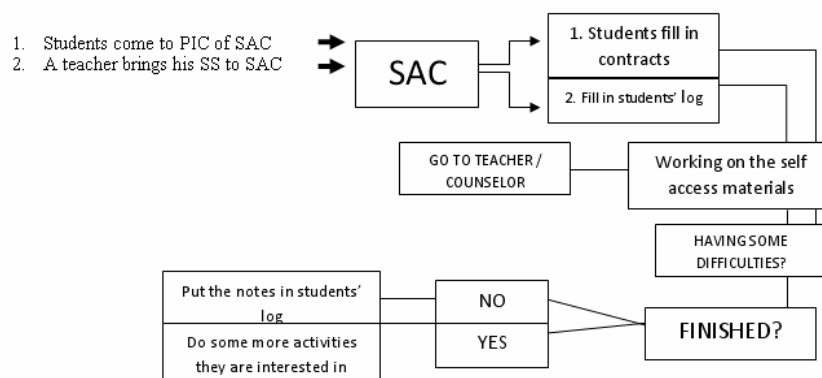 1. Students come to PIC of SAC
2. A teacher brings his SS to SAC
SAC
1. Students fill in
contracts
2. Fill in students' log
GO TO TEACHER /
COUNSELOR
Working on the self
access materials
HAVING SOME
DIFFICULTIES?
Put the notes in students'
log
NO
Do some more activities
they are interested in
YES
FINISHED?